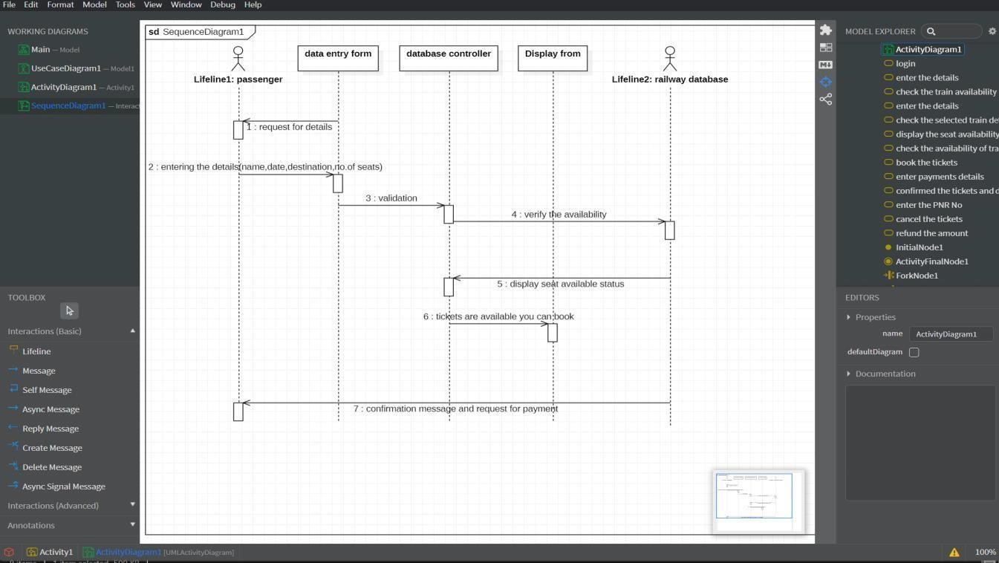 File Edit Format Model Tools View Window Debug Help
WORKING DIAGRAMS
Main — Model
UseCaseDiagram1 — Model1
ActivityDiagram1 — Activity1
SequenceDiagram1 — Interac
TOOLBOX
Interactions (Basic)
Lifeline
Message
Self Message
Async Message
Reply Message
Create Message
Delete Message
Async Signal Message
Interactions (Advanced)
Annotations
sd SequenceDiagram1
data entry form
database controller
Display from
Lifeline1: passenger
Lifeline2: railway database
1 : request for details
2 : entering the details(name,date,destination,no.of seats)
3 : validation
4 : verify the availability
5 : display seat available status
6 : tickets are available you can book
7 : confirmation message and request for payment
MODEL EXPLORER
ActivityDiagram1
login
enter the details
check the train availability
enter the details
check the selected train de
display the seat availability
check the availability of tra
book the tickets
enter payments details
confirmed the tickets and d
enter the PNR No
cancel the tickets
refund the amount
InitialNode1
ActivityFinalNode1
ForkNode1
EDITORS
Properties
name ActivityDiagram1
defaultDiagram
Documentation
Activity1 ActivityDiagram1 [UMLActivityDiagram]
100%